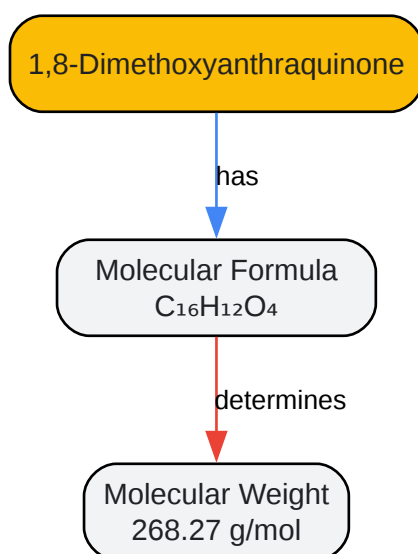 1,8-Dimethoxyanthraquinone
has
Molecular Formula
C₁₆H₁₂O₄
determines
Molecular Weight
268.27 g/mol